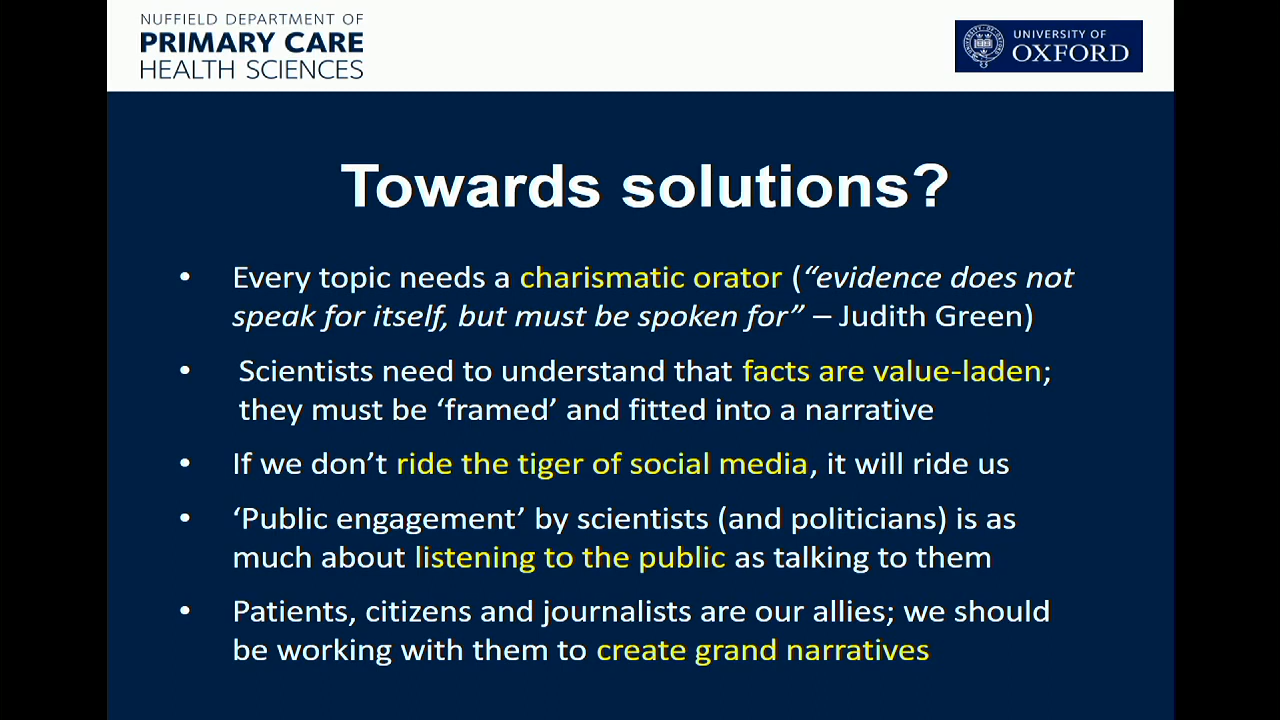 NUFFIELD DEPARTMENT OF
PRIMARY CARE
HEALTH SCIENCES
UNIVERSITY OF
OXFORD
Towards solutions?
• Every topic needs a charismatic orator (“evidence does not
speak for itself, but must be spoken for” – Judith Green)
• Scientists need to understand that facts are value-laden;
they must be ‘framed’ and fitted into a narrative
• If we don’t ride the tiger of social media, it will ride us
• ‘Public engagement’ by scientists (and politicians) is as
much about listening to the public as talking to them
• Patients, citizens and journalists are our allies; we should
be working with them to create grand narratives